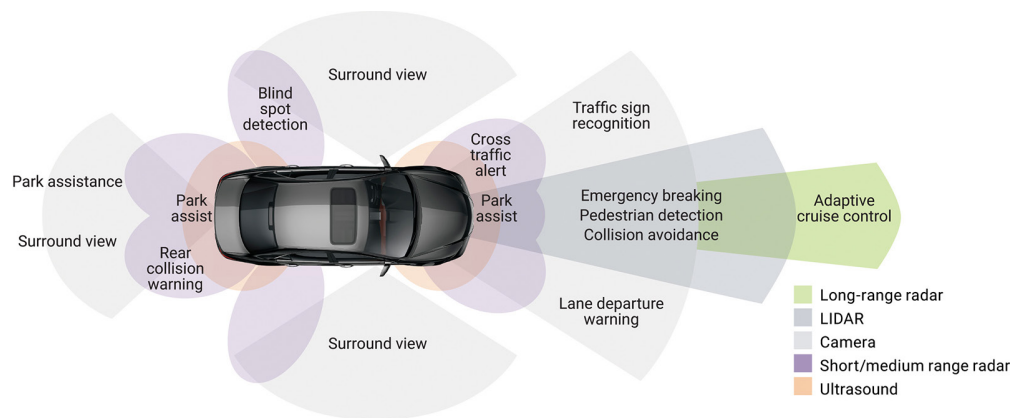 Surround view
Blind
spot
detection
Traffic sign
recognition
Cross
traffic
alert
Park assistance
Park
assist
Park
assist
Emergency breaking
Pedestrian detection
Collision avoidance
Adaptive
cruise control
Surround view
Rear
collision
warning
Lane departure
warning
Surround view
Long-range radar
LIDAR
Camera
Short/medium range radar
Ultrasound